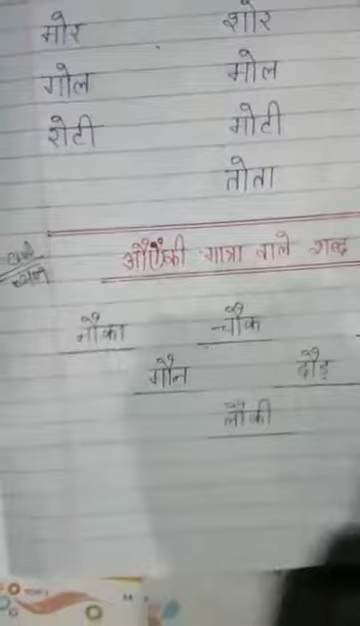 मोर शोर
गोल मोल
रोटी गोटी
तोता
औ की मात्रा वाले शब्द
नौका चौक
गौन दौड़
लौकी